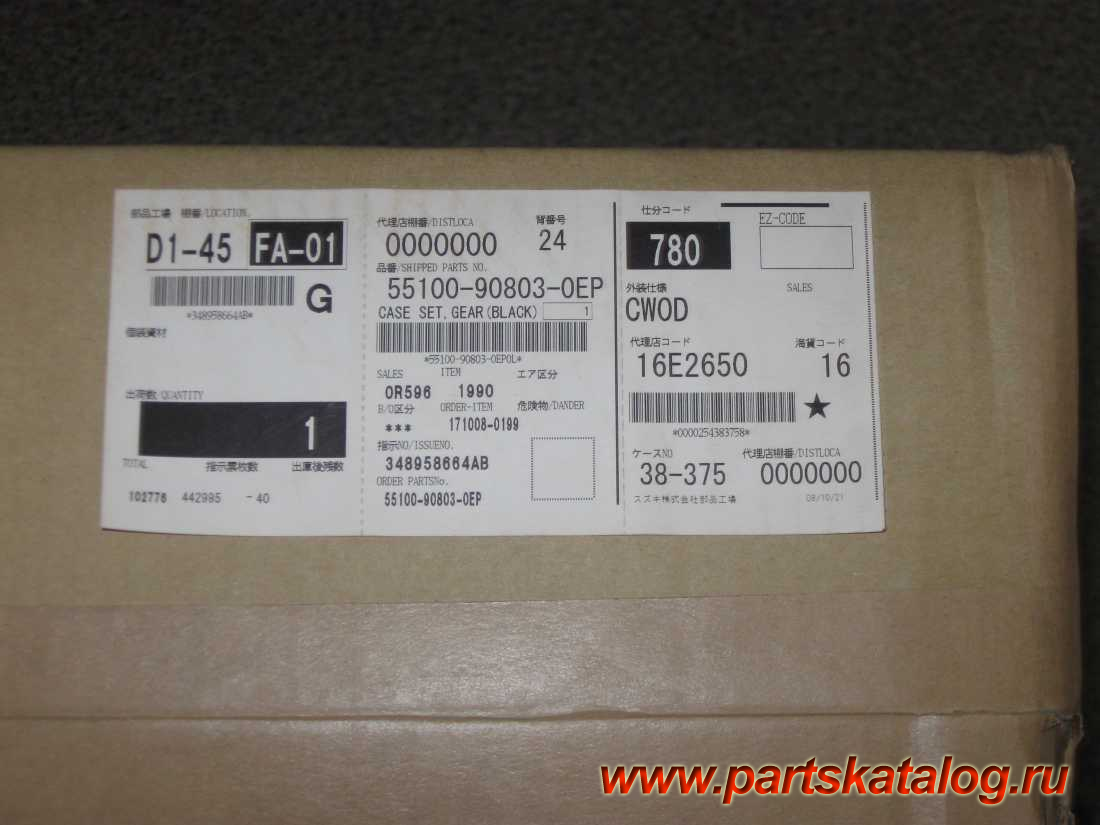 部品工場 棚番/LOCATION.
D1-45 FA-01
*348958664AB*
G
個装資材
出荷数 QUANTITY
1
TOTAL 指示票枚数 出庫後残数
102776 442995 -40
代理店棚番/DISTLOCA 背番号
0000000 24
品番/SHIPPED PARTS NO.
55100-90803-0EP
CASE SET,GEAR(BLACK) 1
*55100-90803-0EP0L*
SALES ITEM エア区分
0R596 1990
B/O区分 ORDER-ITEM 危険物/DANDER
*** 171008-0199
指示NO/ISSUENO.
348958664AB
ORDER PARTSNo.
55100-90803-0EP
仕分コード EZ-CODE
780
外装仕様 SALES
CWOD
代理店コード 海貨コード
16E2650 16
★
*0000254383758*
ケースNO 代理店棚番/DISTLOCA
38-375 0000000
スズキ株式会社部品工場 08/10/21
www.partskatalog.ru